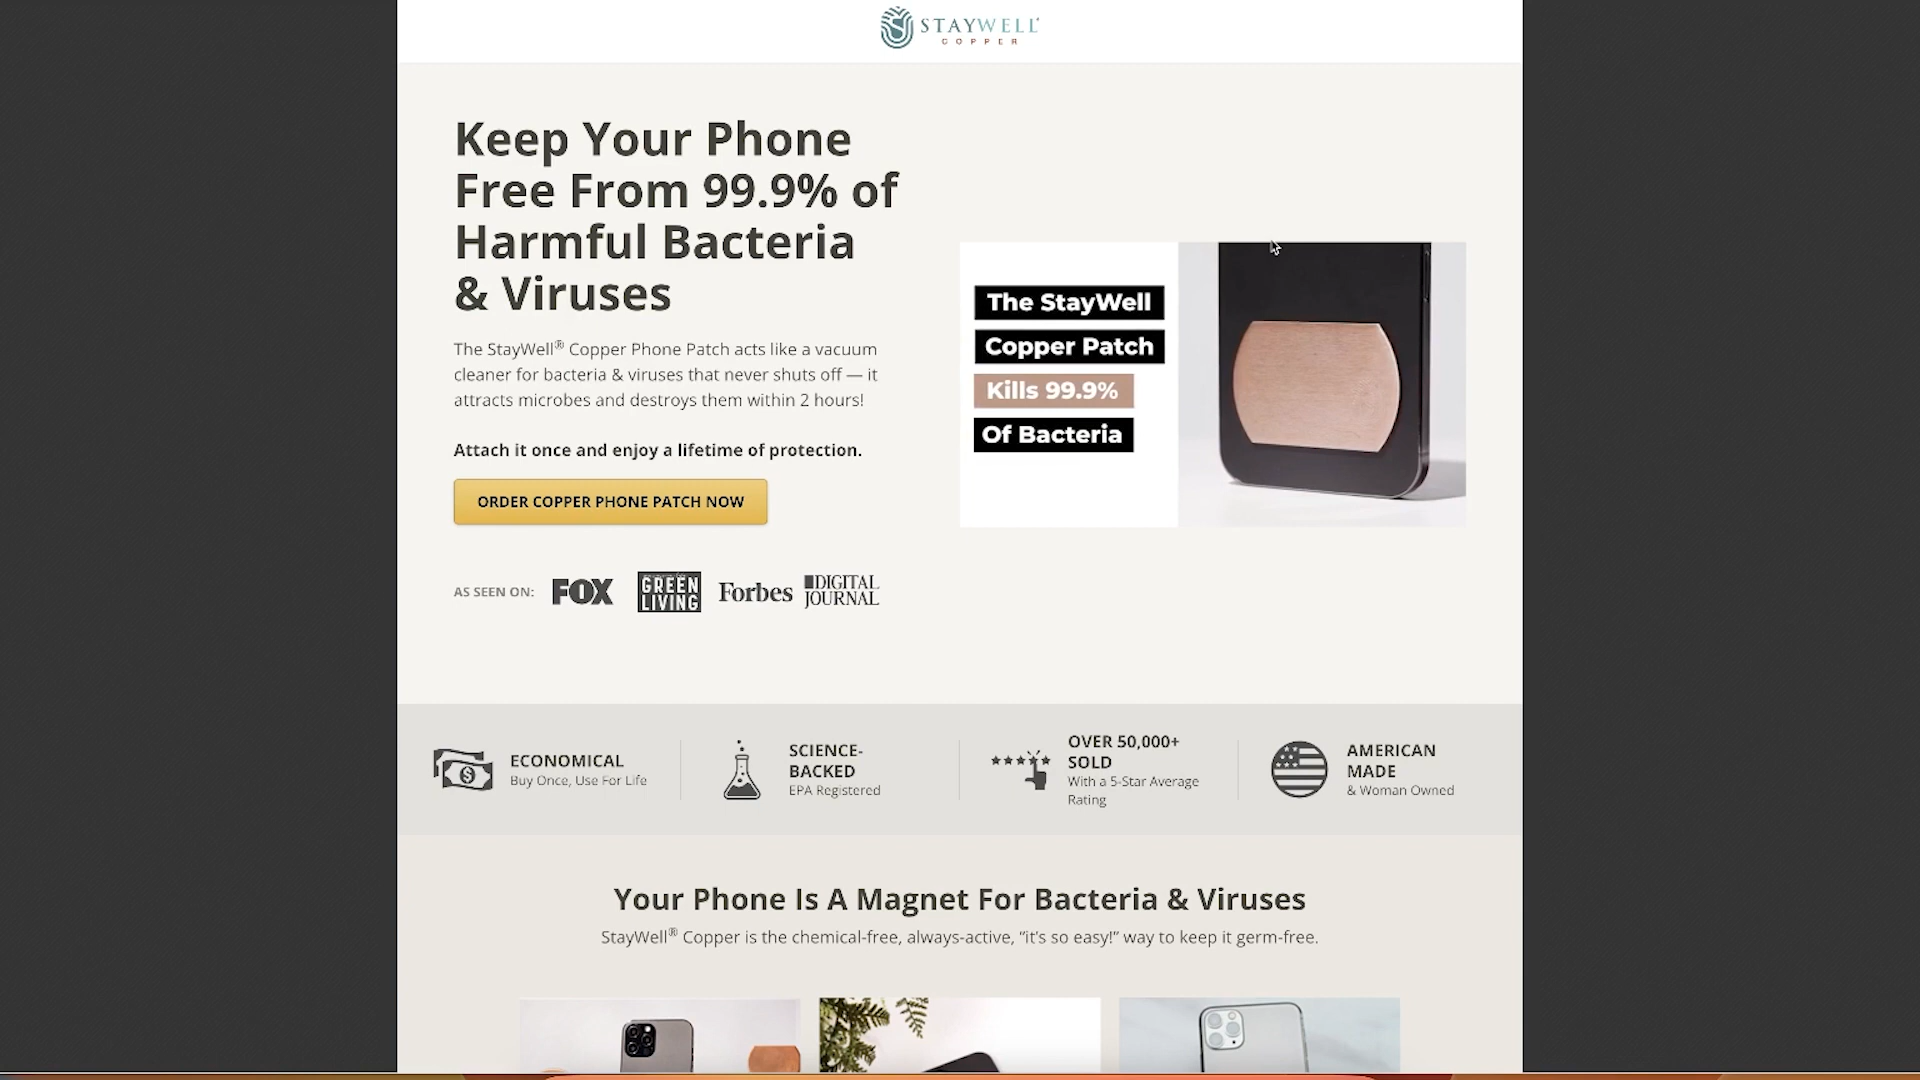 STAYWELL
COPPER
Keep Your Phone
Free From 99.9% of
Harmful Bacteria
& Viruses
The StayWell® Copper Phone Patch acts like a vacuum
cleaner for bacteria & viruses that never shuts off — it
attracts microbes and destroys them within 2 hours!
Attach it once and enjoy a lifetime of protection.
ORDER COPPER PHONE PATCH NOW
AS SEEN ON: FOX GREEN LIVING Forbes DIGITAL JOURNAL
The StayWell
Copper Patch
Kills 99.9%
Of Bacteria
ECONOMICAL
Buy Once, Use For Life
SCIENCE-
BACKED
EPA Registered
OVER 50,000+
SOLD
With a 5-Star Average
Rating
AMERICAN
MADE
& Woman Owned
Your Phone Is A Magnet For Bacteria & Viruses
StayWell® Copper is the chemical-free, always-active, “it’s so easy!” way to keep it germ-free.